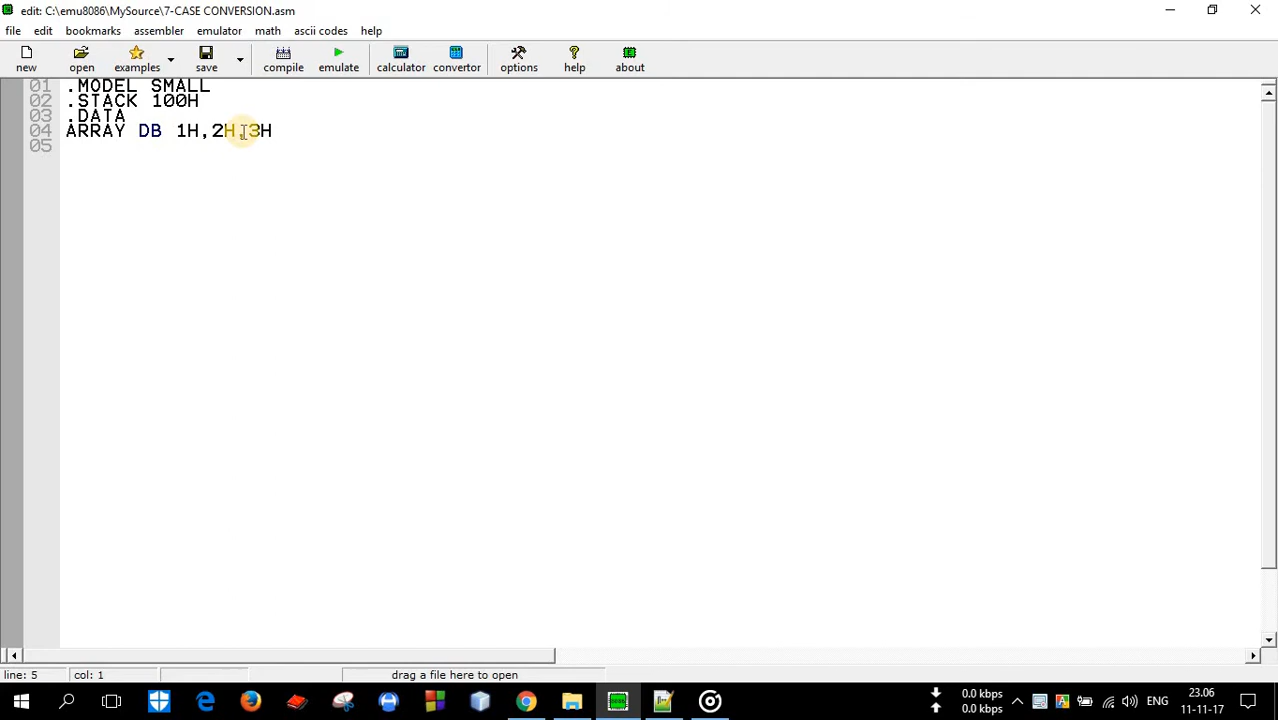 edit: C:\emu8086\MySource\7-CASE CONVERSION.asm
file edit bookmarks assembler emulator math ascii codes help
new open examples save compile emulate calculator convertor options help about
01 .MODEL SMALL
02 .STACK 100H
03 .DATA
04 ARRAY DB 1H,2H,3H
05
line: 5 col: 1 drag a file here to open
0.0 kbps 23.06
0.0 kbps ENG 11-11-17